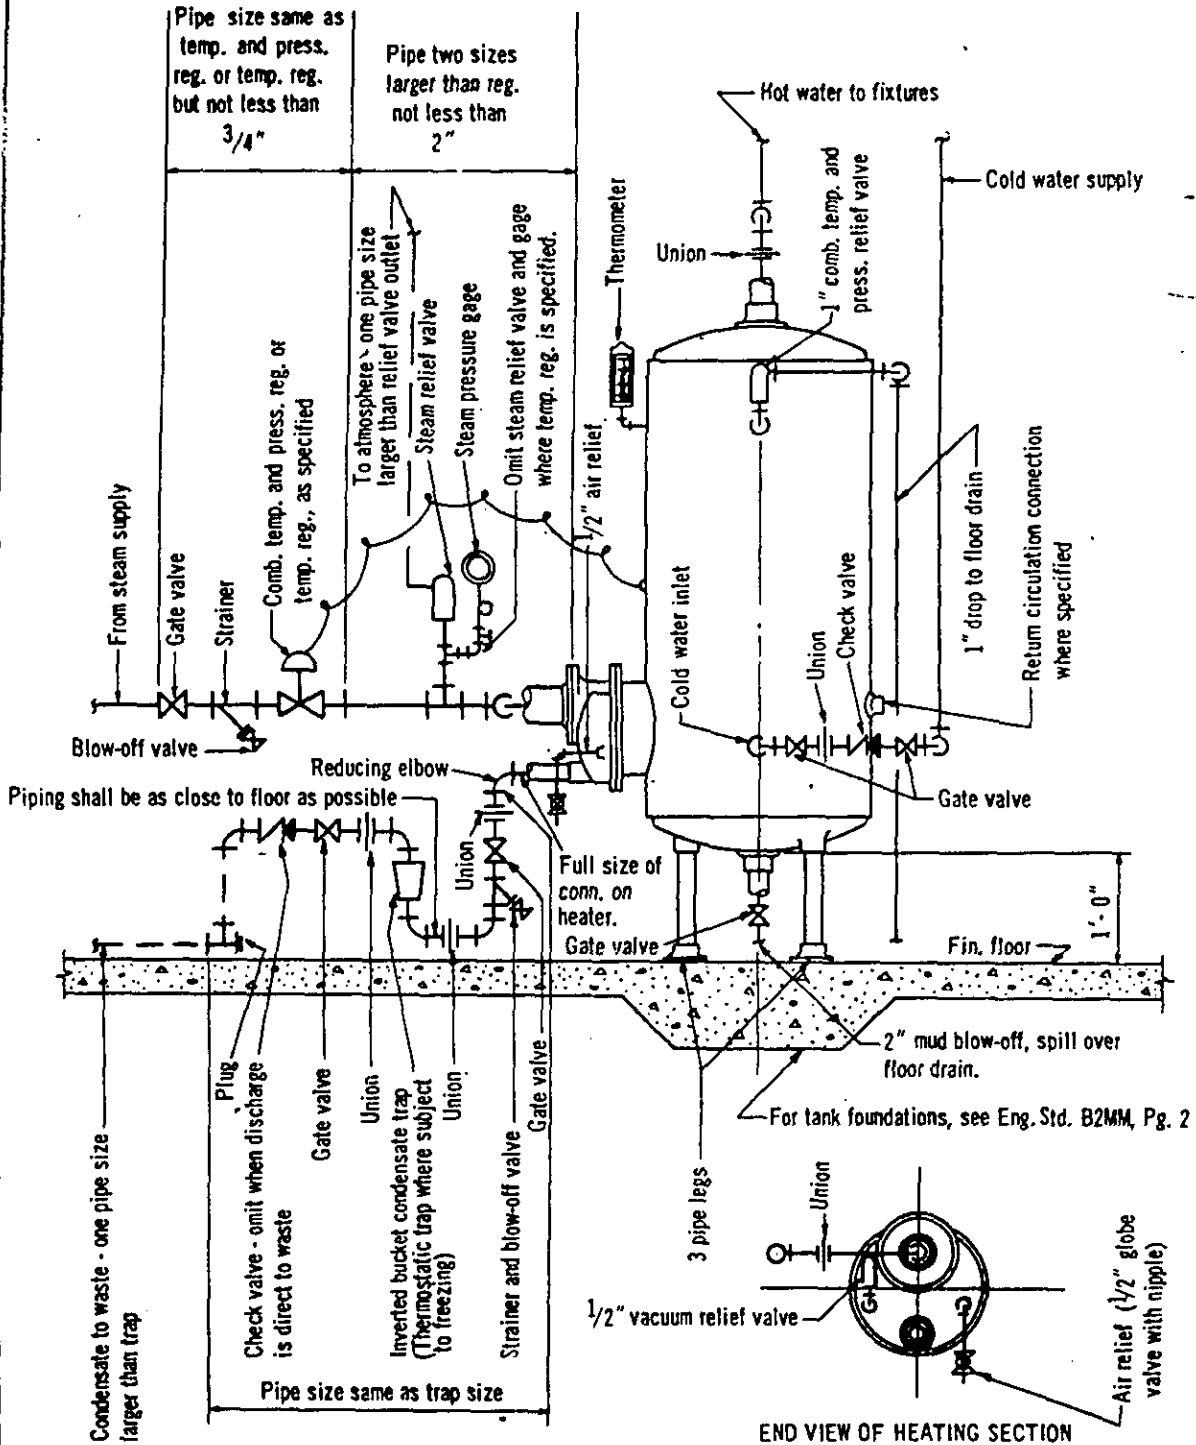 Pipe size same as
temp. and press.
reg. or temp. reg.
but not less than
3/4"
Pipe two sizes
larger than reg.
not less than
2"
Hot water to fixtures
Cold water supply
Union
Thermometer
1" comb. temp. and
press. relief valve
To atmosphere - one pipe size
larger than relief valve outlet
Steam relief valve
Steam pressure gage
Omit steam relief valve and gage
where temp. reg. is specified.
1/2" air relief
Comb. temp. and press. reg. or
temp. reg., as specified
From steam supply
Gate valve
Strainer
Blow-off valve
Cold water inlet
Union
Check valve
1" drop to floor drain
Return circulation connection
where specified
Gate valve
Reducing elbow
Piping shall be as close to floor as possible
Union
Full size of
conn. on
heater.
Gate valve
Fin. floor
1'-0"
2" mud blow-off, spill over
floor drain.
For tank foundations, see Eng. Std. B2MM, Pg. 2
3 pipe legs
Condensate to waste - one pipe size
larger than trap
Plug
Check valve - omit when discharge
is direct to waste
Gate valve
Union
Inverted bucket condensate trap
(Thermostatic trap where subject
to freezing)
Union
Strainer and blow-off valve
Gate valve
Pipe size same as trap size
Union
1/2" vacuum relief valve
Air relief (1/2" globe
valve with nipple)
END VIEW OF HEATING SECTION